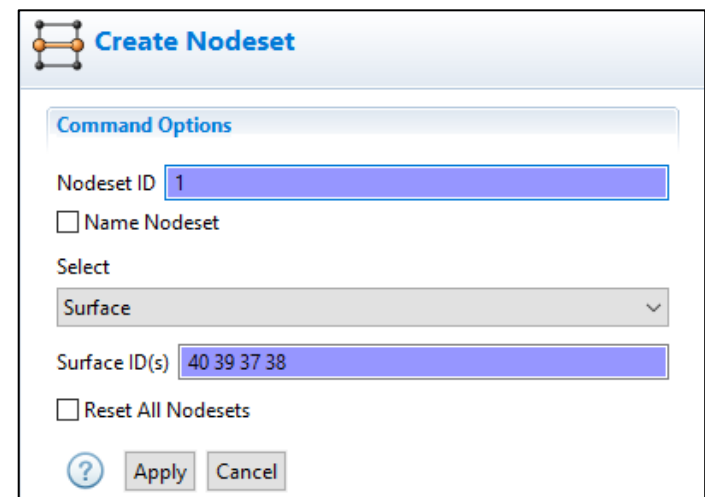 Create Nodeset
Command Options
Nodeset ID 1
Name Nodeset
Select
Surface
Surface ID(s) 40 39 37 38
Reset All Nodesets
? Apply Cancel